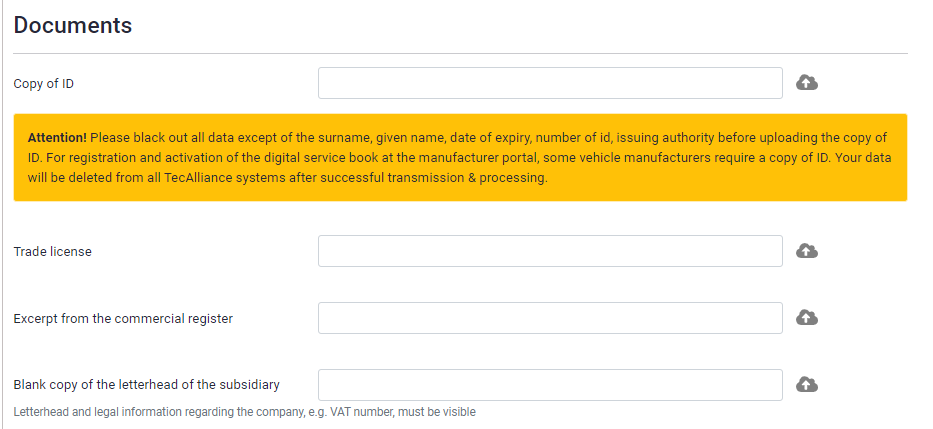 Documents
Copy of ID
Attention! Please black out all data except of the surname, given name, date of expiry, number of id, issuing authority before uploading the copy of
ID. For registration and activation of the digital service book at the manufacturer portal, some vehicle manufacturers require a copy of ID. Your data
will be deleted from all TecAlliance systems after successful transmission & processing.
Trade license
Excerpt from the commercial register
Blank copy of the letterhead of the subsidiary
Letterhead and legal information regarding the company, e.g. VAT number, must be visible